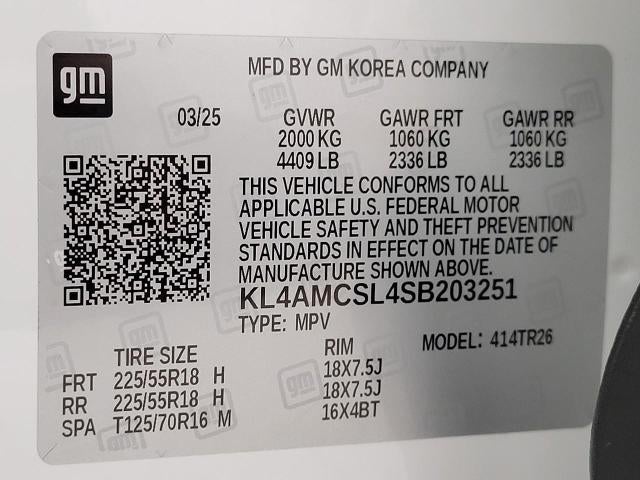 gm
MFD BY GM KOREA COMPANY
03/25 GVWR GAWR FRT GAWR RR
2000 KG 1060 KG 1060 KG
4409 LB 2336 LB 2336 LB
THIS VEHICLE CONFORMS TO ALL
APPLICABLE U.S. FEDERAL MOTOR
VEHICLE SAFETY AND THEFT PREVENTION
STANDARDS IN EFFECT ON THE DATE OF
MANUFACTURE SHOWN ABOVE.
KL4AMCSL4SB203251
TYPE: MPV
MODEL: 414TR26
TIRE SIZE RIM
FRT 225/55R18 H 18X7.5J
RR 225/55R18 H 18X7.5J
SPA T125/70R16 M 16X4BT